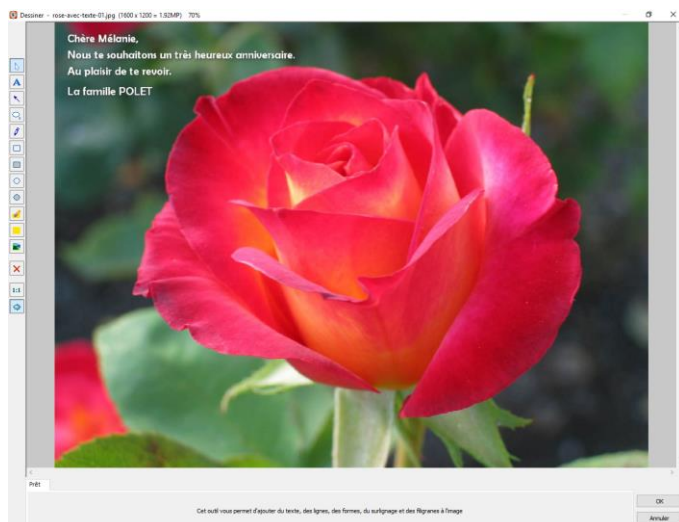 Dessiner - rose-avec-texte-01.jpg (1600 x 1200 = 1,92MP) 70%
Chère Mélanie,
Nous te souhaitons un très heureux anniversaire.
Au plaisir de te revoir.
La famille POLET
A
1:1
Prêt
Cet outil vous permet d'ajouter du texte, des lignes, des formes, du surlignage et des filigranes à l'image
OK
Annuler